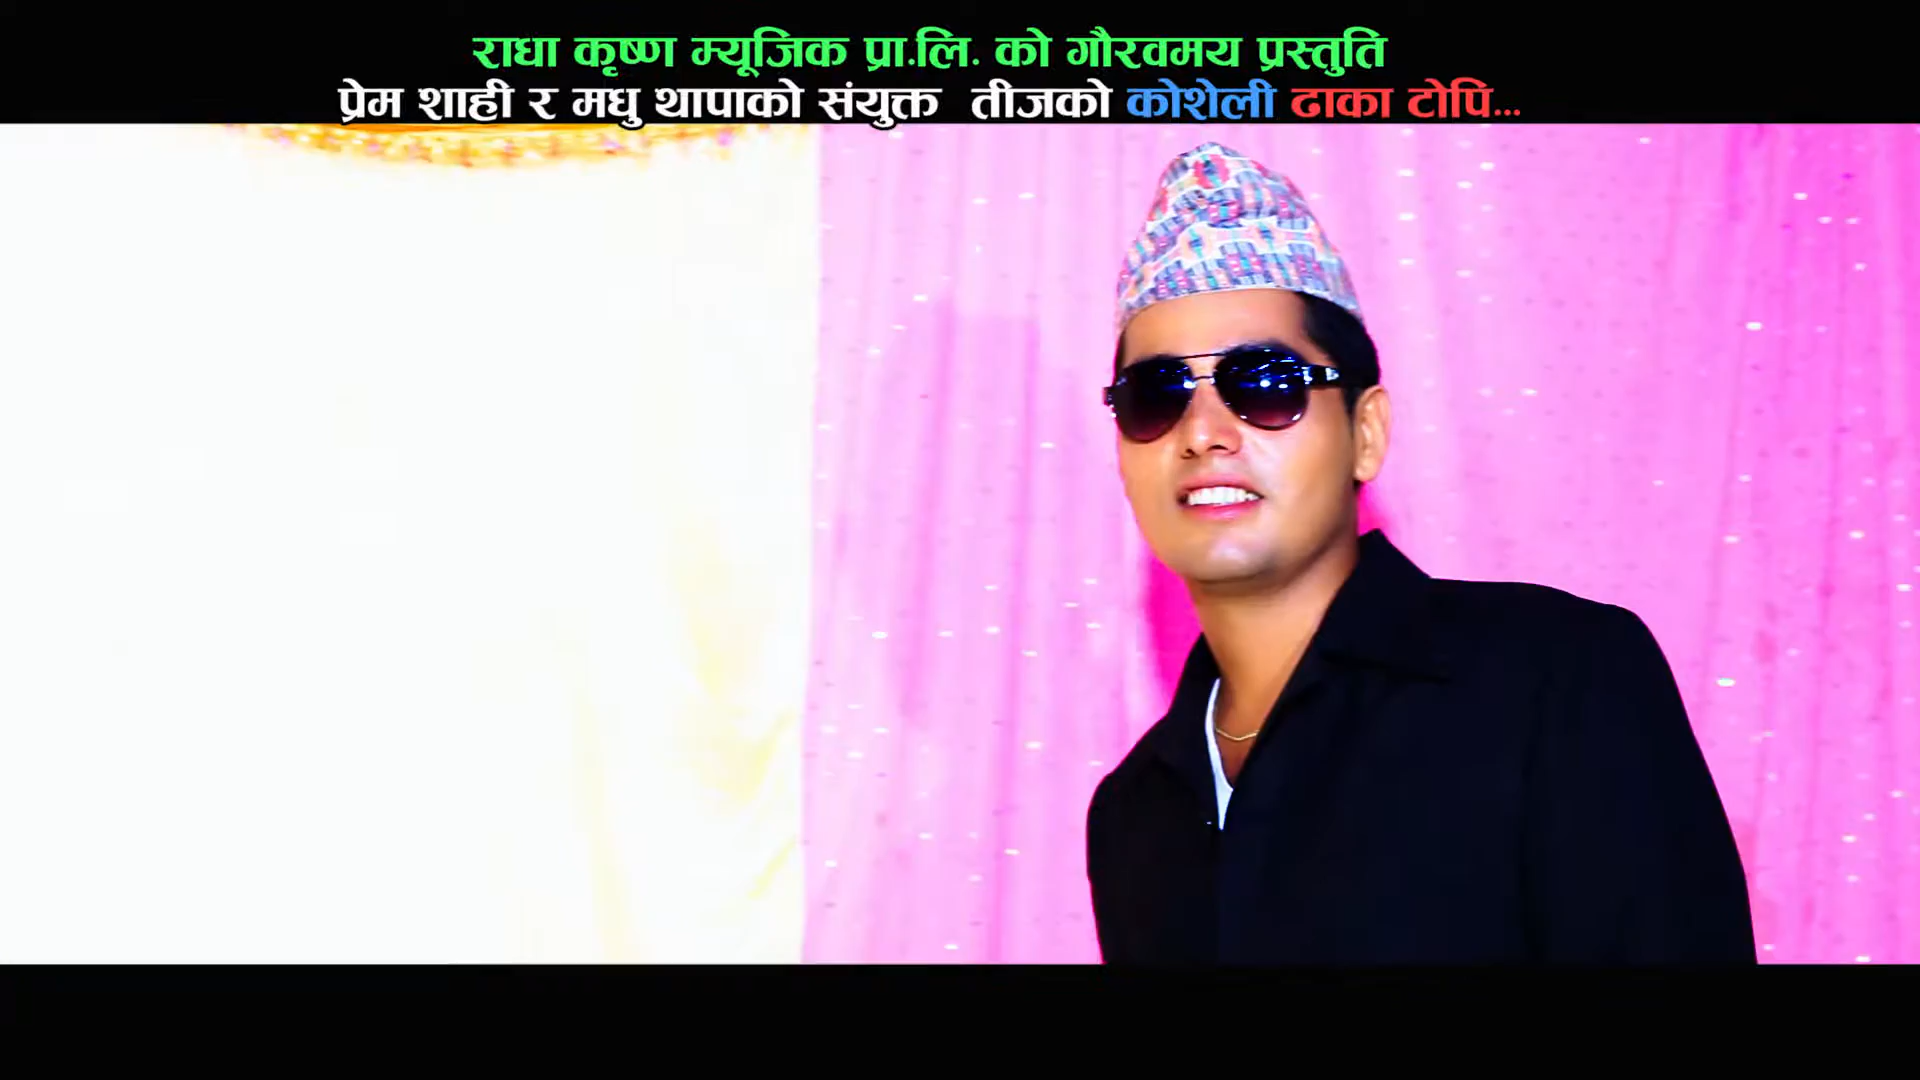 राधा कृष्ण म्यूजिक प्रा.लि. को गौरवमय प्रस्तुति
प्रेम शाही र मधु थापाको संयुक्त तीजको कोशेली ढाका टोपि...